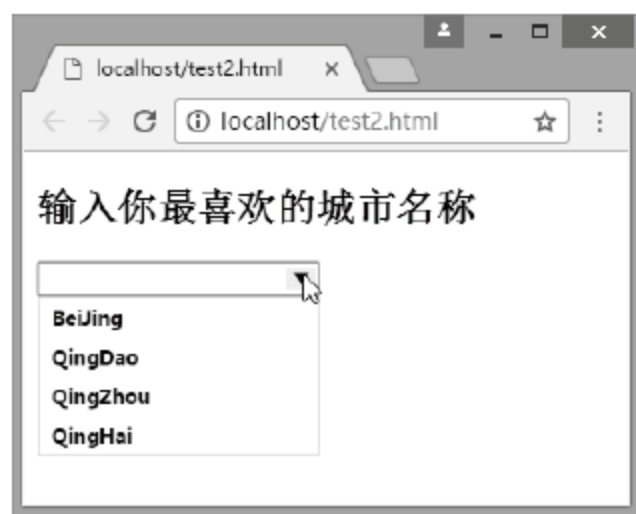 localhost/test2.html
localhost/test2.html
输入你最喜欢的城市名称
BeiJing
QingDao
QingZhou
QingHai